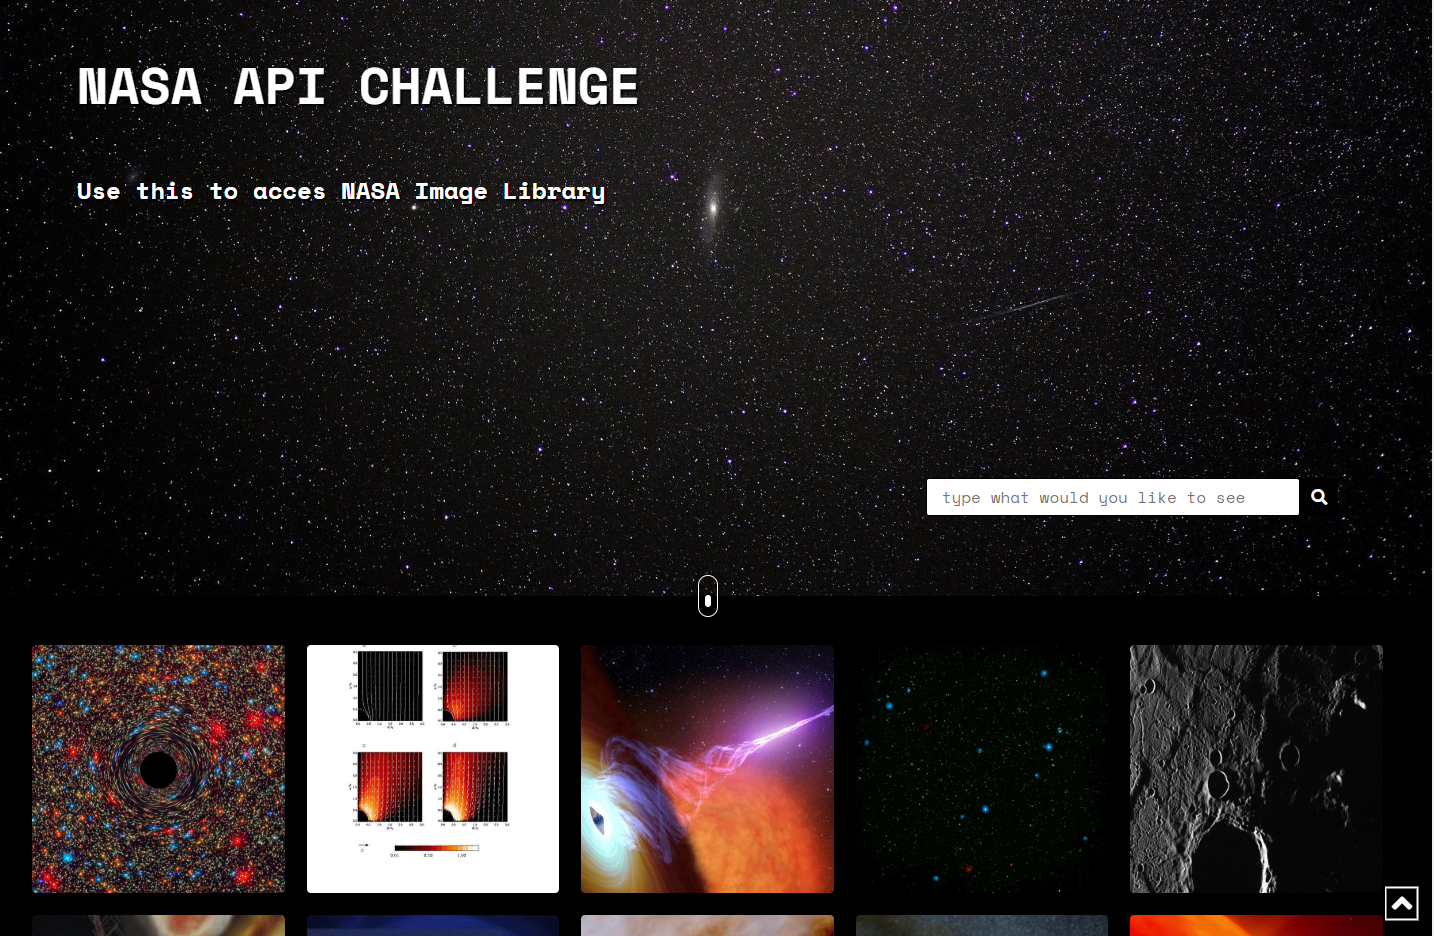 NASA API CHALLENGE
Use this to acces NASA Image Library
type what would you like to see